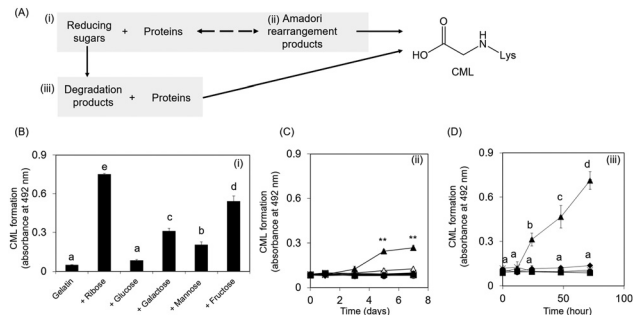 (A)
(i) Reducing sugars + Proteins
(ii) Amadori rearrangement products
(iii) Degradation products + Proteins
O
HO
H
N
Lys
CML
(B)
CML formation
(absorbance at 492 nm)
0.9
0.6
0.3
0
(i)
a
e
a
c
b
d
Gelatin
+ Ribose
+ Glucose
+ Galactose
+ Mannose
+ Fructose
(C)
CML formation
(absorbance at 492 nm)
0.9
0.6
0.3
0
(ii)
**
**
0
2
4
6
8
Time (days)
(D)
CML formation
(absorbance at 492 nm)
0.9
0.6
0.3
0
(iii)
a
a
b
a
c
a
d
a
0
50
100
Time (hour)